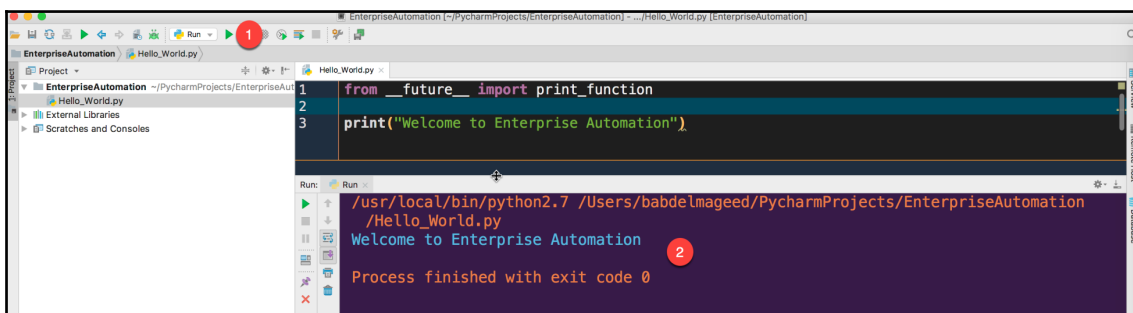 EnterpriseAutomation [~/PycharmProjects/EnterpriseAutomation] - .../Hello_World.py [EnterpriseAutomation]
Run
1
EnterpriseAutomation Hello_World.py
Project
Hello_World.py
1: Project
EnterpriseAutomation ~/PycharmProjects/EnterpriseAut
Hello_World.py
External Libraries
Scratches and Consoles
1 from __future__ import print_function
2
3 print("Welcome to Enterprise Automation")
Run: Run
/usr/local/bin/python2.7 /Users/babdelmageed/PycharmProjects/EnterpriseAutomation
/Hello_World.py
Welcome to Enterprise Automation
2
Process finished with exit code 0
Database